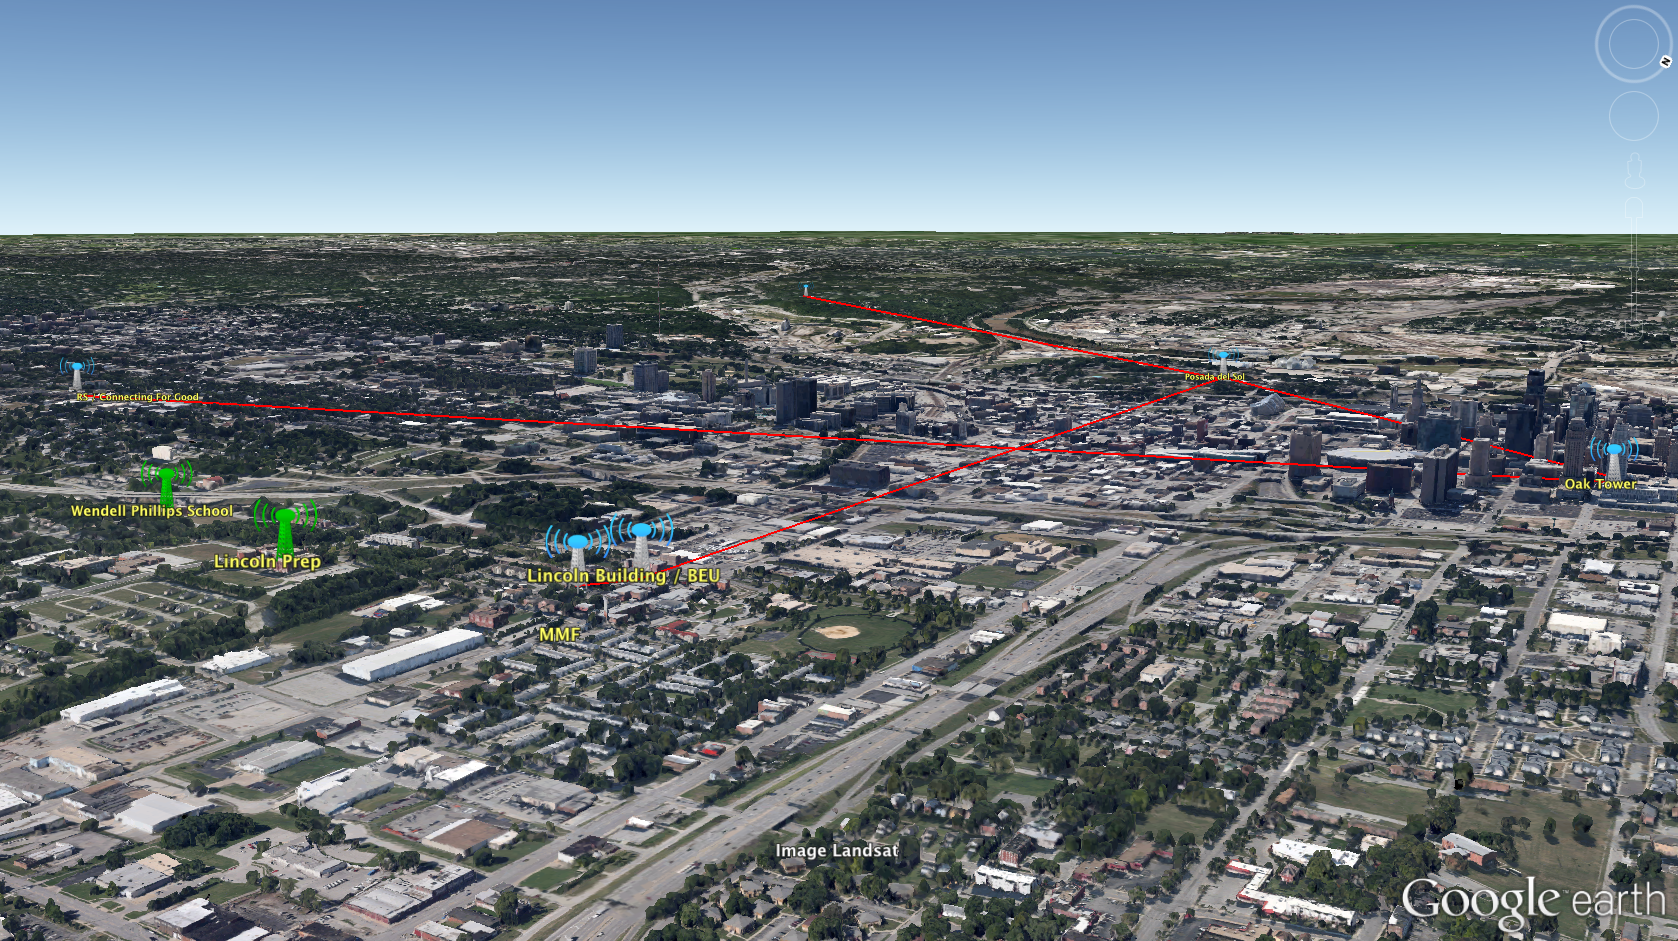 N
Posada del Sol
RS / Connecting For Good
Oak Tower
Wendell Phillips School
Lincoln Prep
Lincoln Building / BEU
MMF
Image Landsat
Google earth